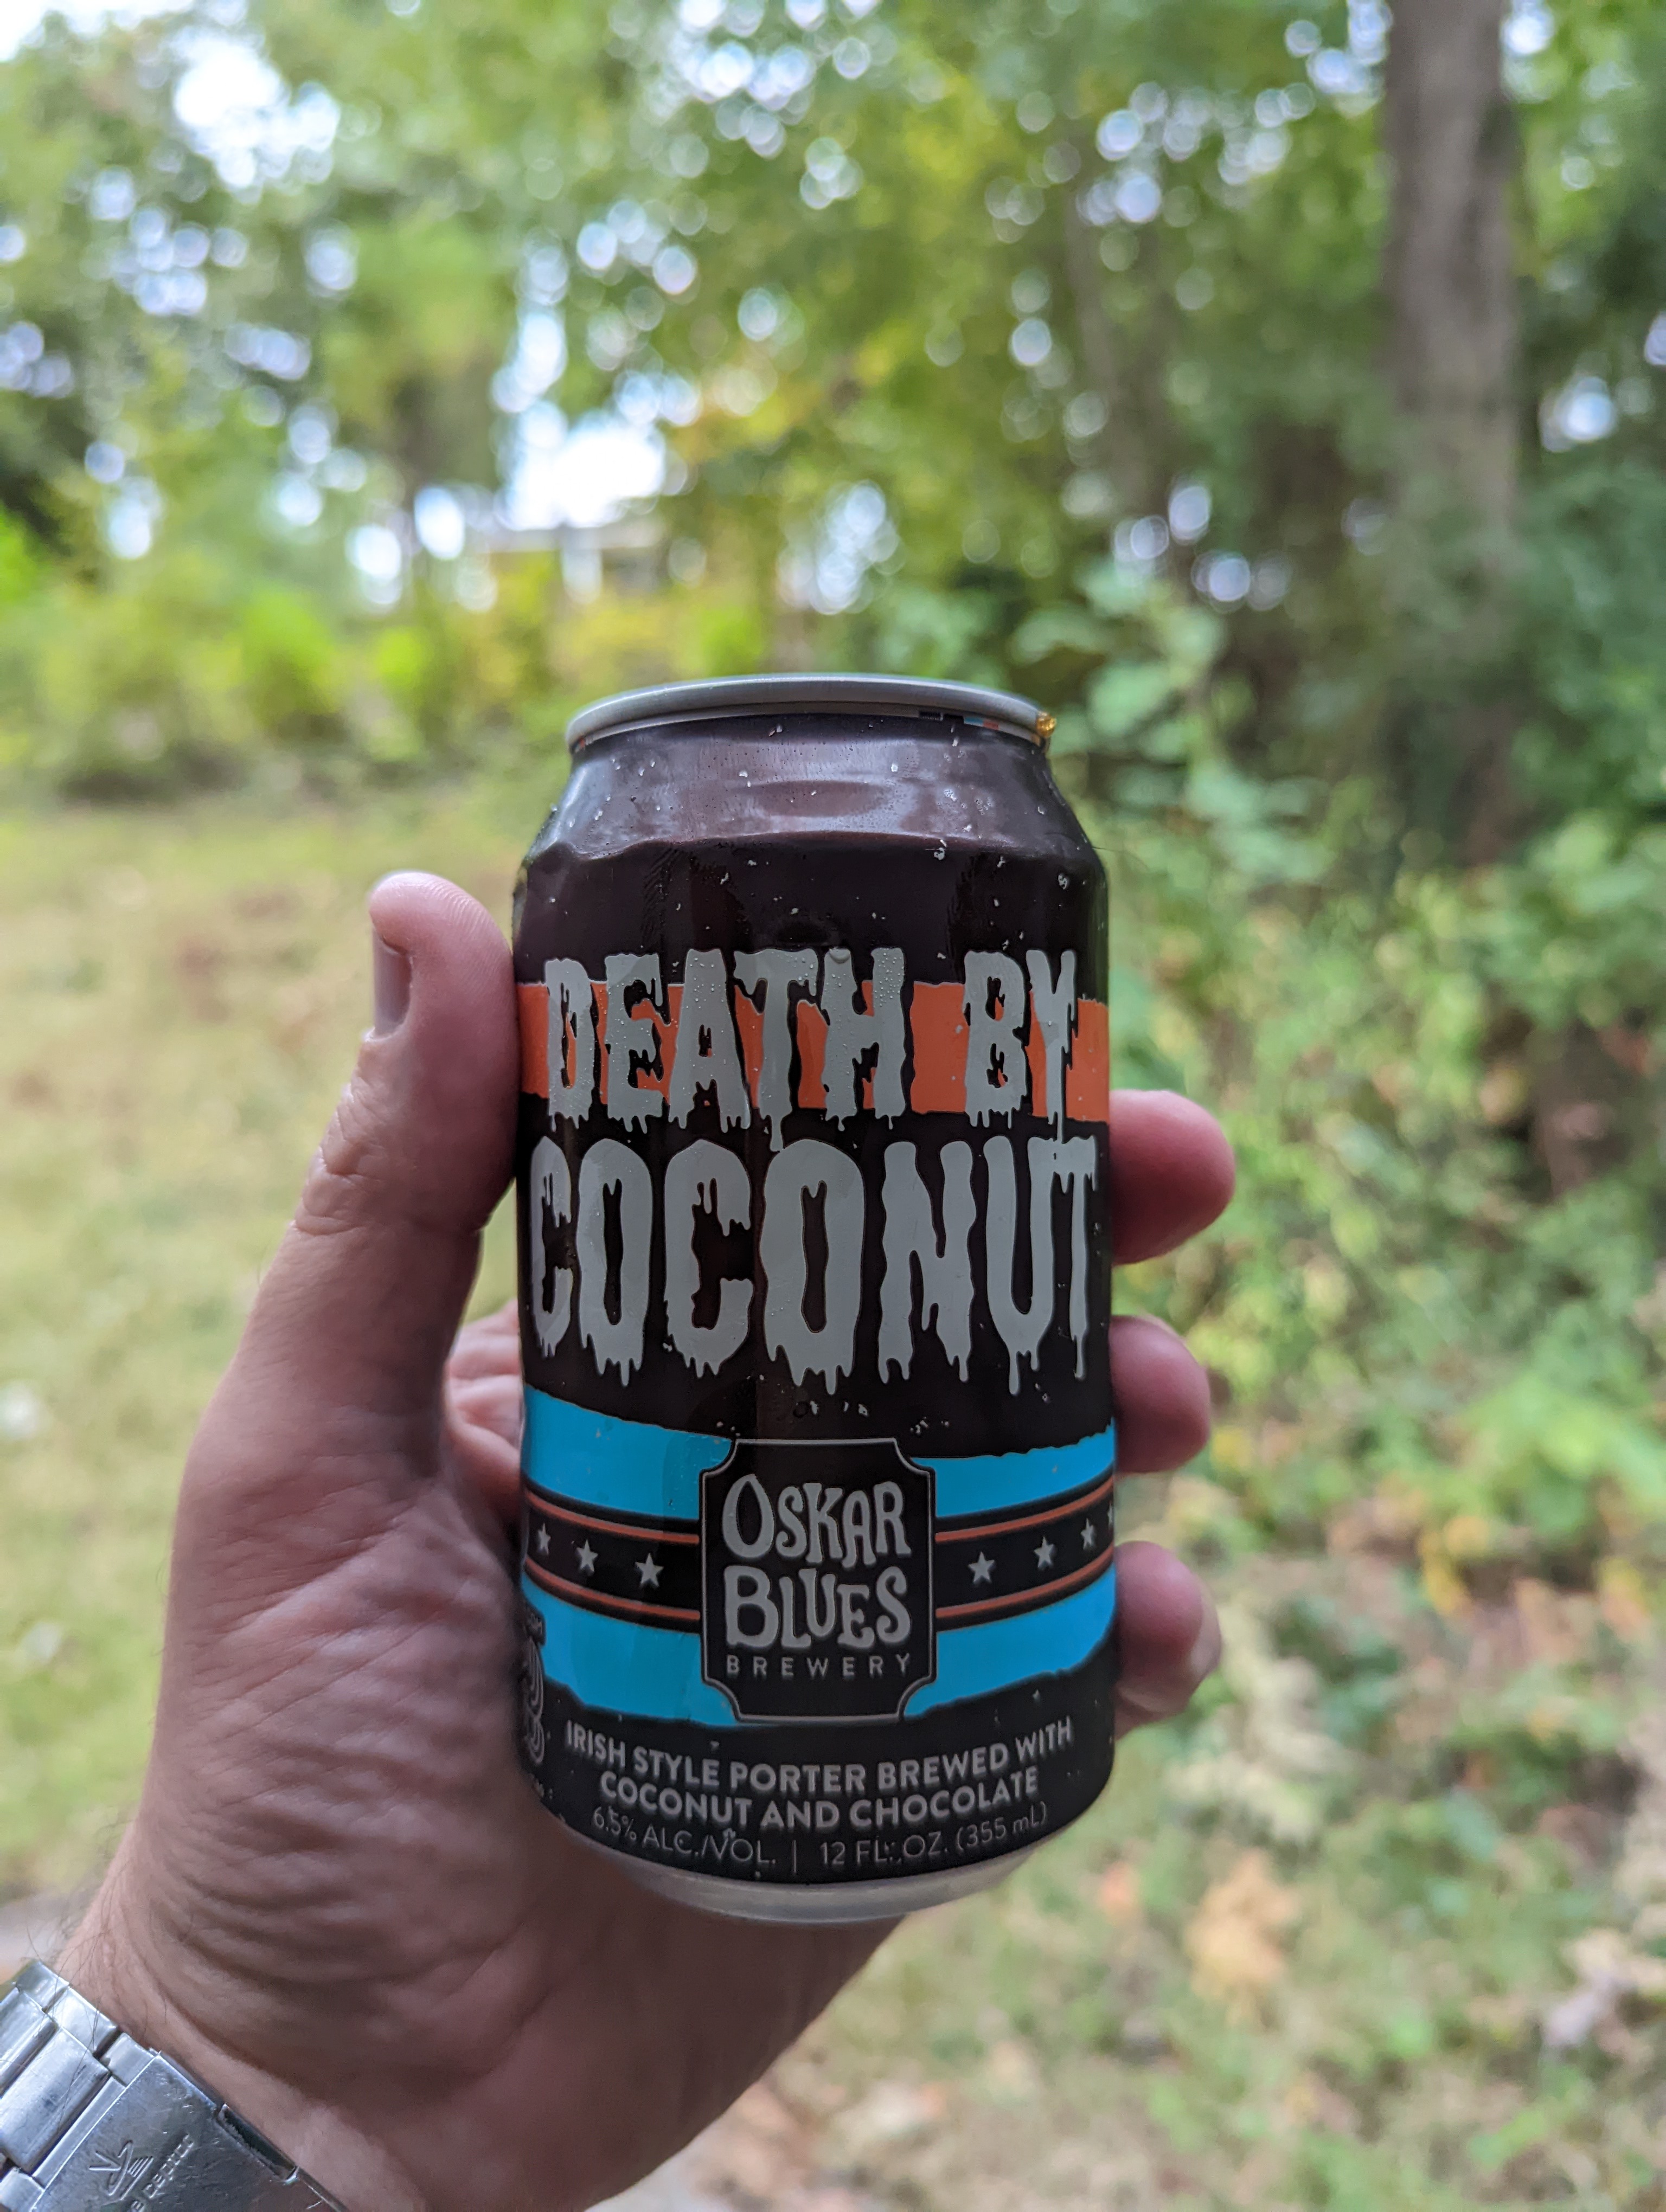 DEATH BY
COCONUT
OSKAR
BLUES
BREWERY
IRISH STYLE PORTER BREWED WITH
COCONUT AND CHOCOLATE
6.5% ALC./VOL. | 12 FL. OZ. (355 mL)